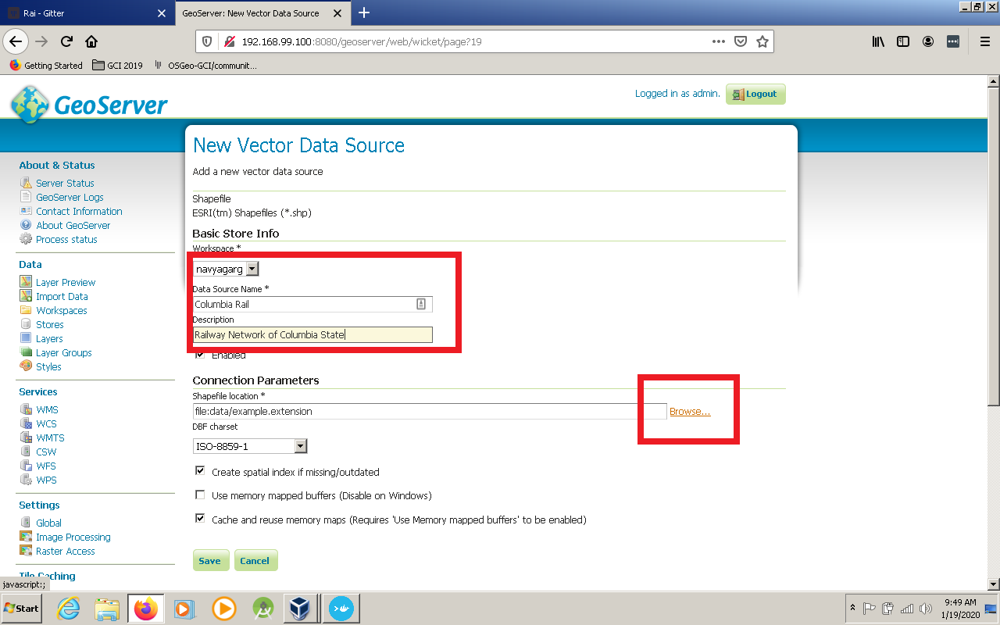 Rai - Gitter
GeoServer: New Vector Data Source
192.168.99.100:8080/geoserver/web/wicket/page?19
Getting Started
GCI 2019
OSGeo-GCI/communit...
GeoServer
Logged in as admin.
Logout
About & Status
Server Status
GeoServer Logs
Contact Information
About GeoServer
Process status
Data
Layer Preview
Import Data
Workspaces
Stores
Layers
Layer Groups
Styles
Services
WMS
WCS
WMTS
CSW
WFS
WPS
Settings
Global
Image Processing
Raster Access
Tile Caching
New Vector Data Source
Add a new vector data source
Shapefile
ESRI(tm) Shapefiles (*.shp)
Basic Store Info
Workspace *
navyagarg
Data Source Name *
Columbia Rail
Description
Railway Network of Columbia State
Enabled
Connection Parameters
Shapefile location *
file:data/example.extension
Browse...
DBF charset
ISO-8859-1
Create spatial index if missing/outdated
Use memory mapped buffers (Disable on Windows)
Cache and reuse memory maps (Requires 'Use Memory mapped buffers' to be enabled)
Save
Cancel
javascript:;
Start
9:49 AM
1/19/2020